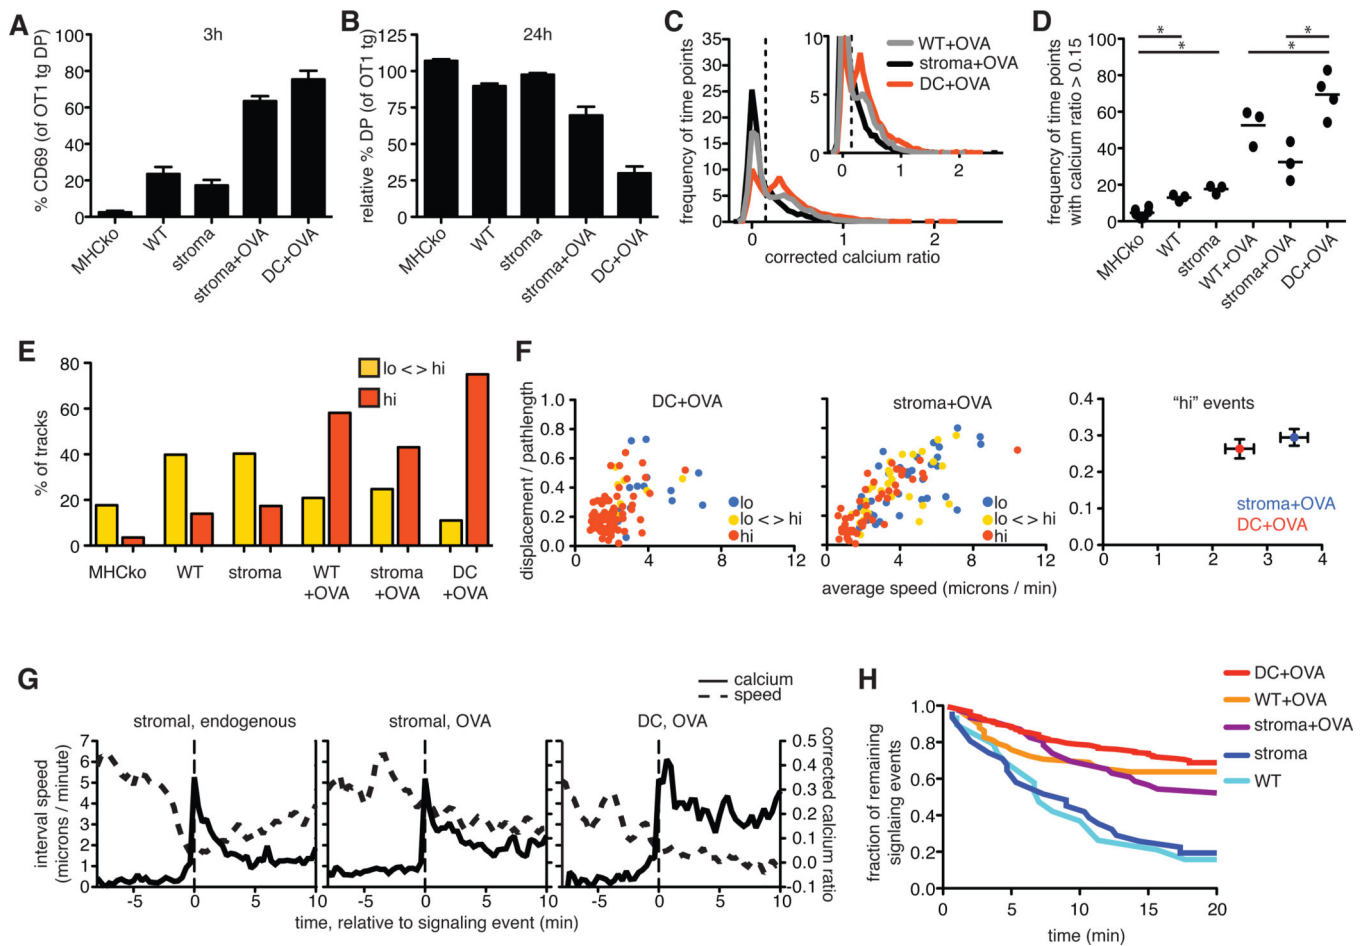 A
3h
% CD69 (of OT1 tg DP)
100
80
60
40
20
0
MHCko
WT
stroma
stroma+OVA
DC+OVA
B
24h
relative % DP (of OT1 tg)
125
100
75
50
25
0
MHCko
WT
stroma
stroma+OVA
DC+OVA
C
frequency of time points
35
30
25
20
15
10
5
0
0
1
2
corrected calcium ratio
10
5
0
0
1
2
WT+OVA
stroma+OVA
DC+OVA
D
frequency of time points
with calcium ratio > 0.15
100
80
60
40
20
0
*
*
*
*
MHCko
WT
stroma
WT+OVA
stroma+OVA
DC+OVA
E
% of tracks
80
60
40
20
0
lo < > hi
hi
MHCko
WT
stroma
WT
+OVA
stroma
+OVA
DC
+OVA
F
displacement / pathlength
DC+OVA
1.0
0.8
0.6
0.4
0.2
0.0
0
4
8
12
lo
lo < > hi
hi
stroma+OVA
0
4
8
12
lo
lo < > hi
hi
average speed (microns / min)
“hi” events
0.4
0.3
0.2
0.1
0.0
0
1
2
3
4
stroma+OVA
DC+OVA
G
calcium
speed
interval speed
(microns / minute)
stromal, endogenous
stromal, OVA
DC, OVA
7
6
5
4
3
2
1
0
-5
0
10
-5
0
10
-5
0
10
0.5
0.4
0.3
0.2
0.1
0.0
-0.1
corrected calcium ratio
time, relative to signaling event (min)
H
fraction of remaining
signlaing events
1.0
0.8
0.6
0.4
0.2
0.0
0
5
10
15
20
time (min)
DC+OVA
WT+OVA
stroma+OVA
stroma
WT